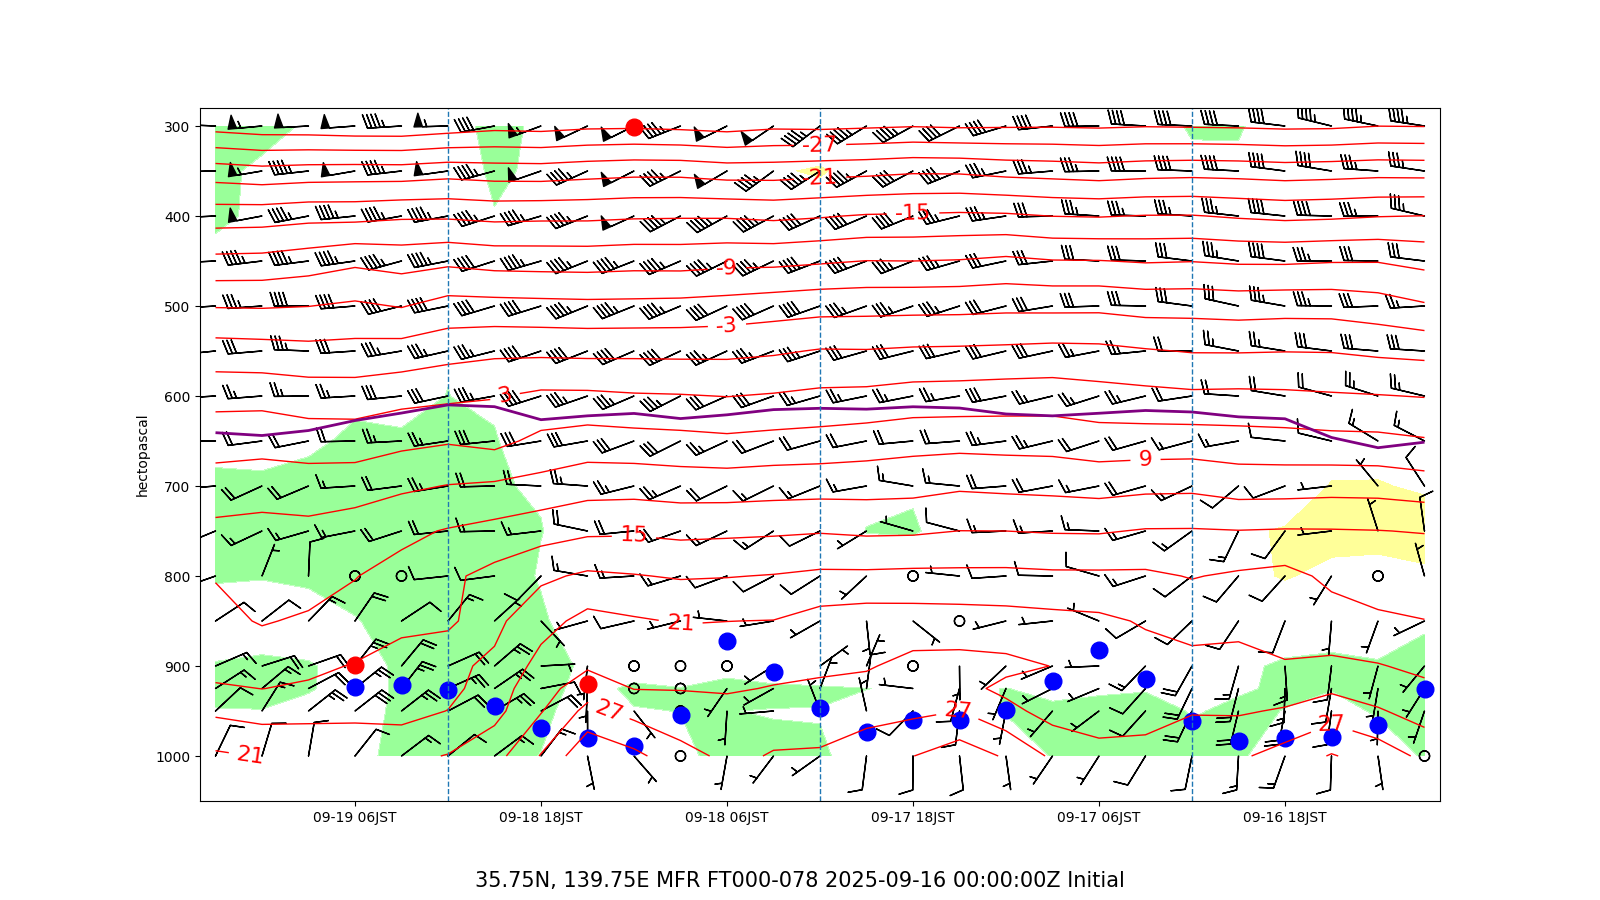 300
400
500
600
700
800
900
1000
hectopascal
-27
-21
-15
-9
-3
3
9
15
21
27
27
27
21
09-19 06JST
09-18 18JST
09-18 06JST
09-17 18JST
09-17 06JST
09-16 18JST
35.75N, 139.75E MFR FT000-078 2025-09-16 00:00:00Z Initial